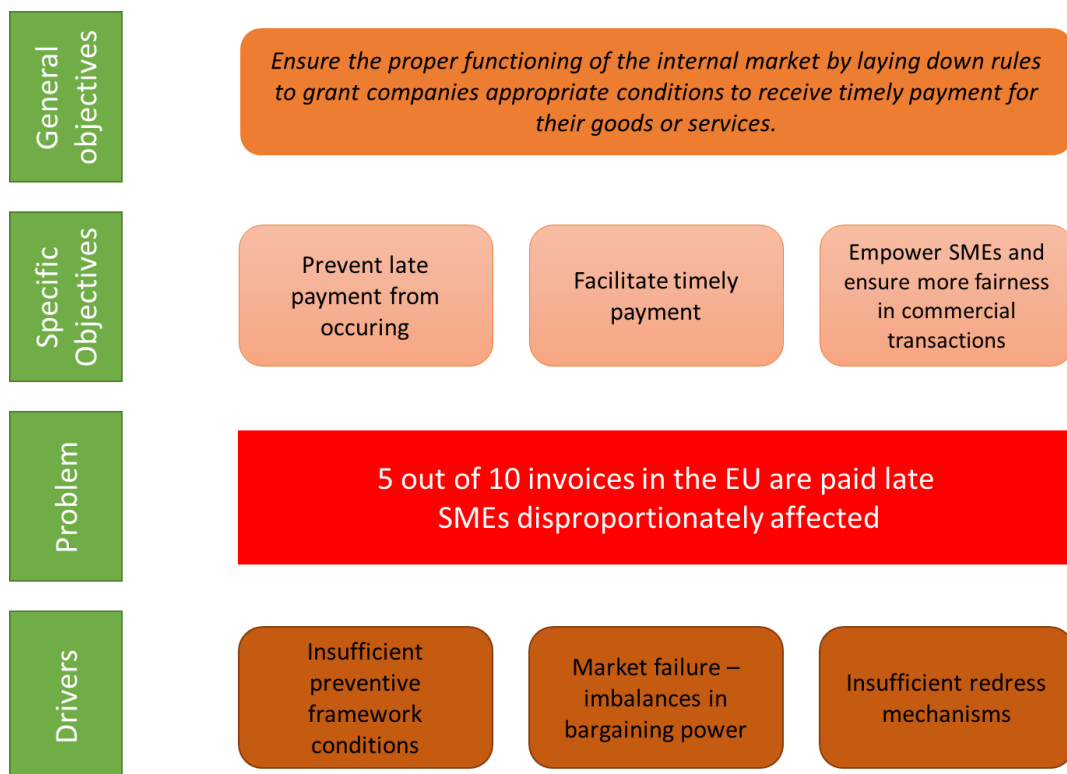 General
objectives
Ensure the proper functioning of the internal market by laying down rules
to grant companies appropriate conditions to receive timely payment for
their goods or services.
Specific
Objectives
Prevent late
payment from
occuring
Facilitate timely
payment
Empower SMEs and
ensure more fairness
in commercial
transactions
Problem
5 out of 10 invoices in the EU are paid late
SMEs disproportionately affected
Drivers
Insufficient
preventive
framework
conditions
Market failure –
imbalances in
bargaining power
Insufficient redress
mechanisms